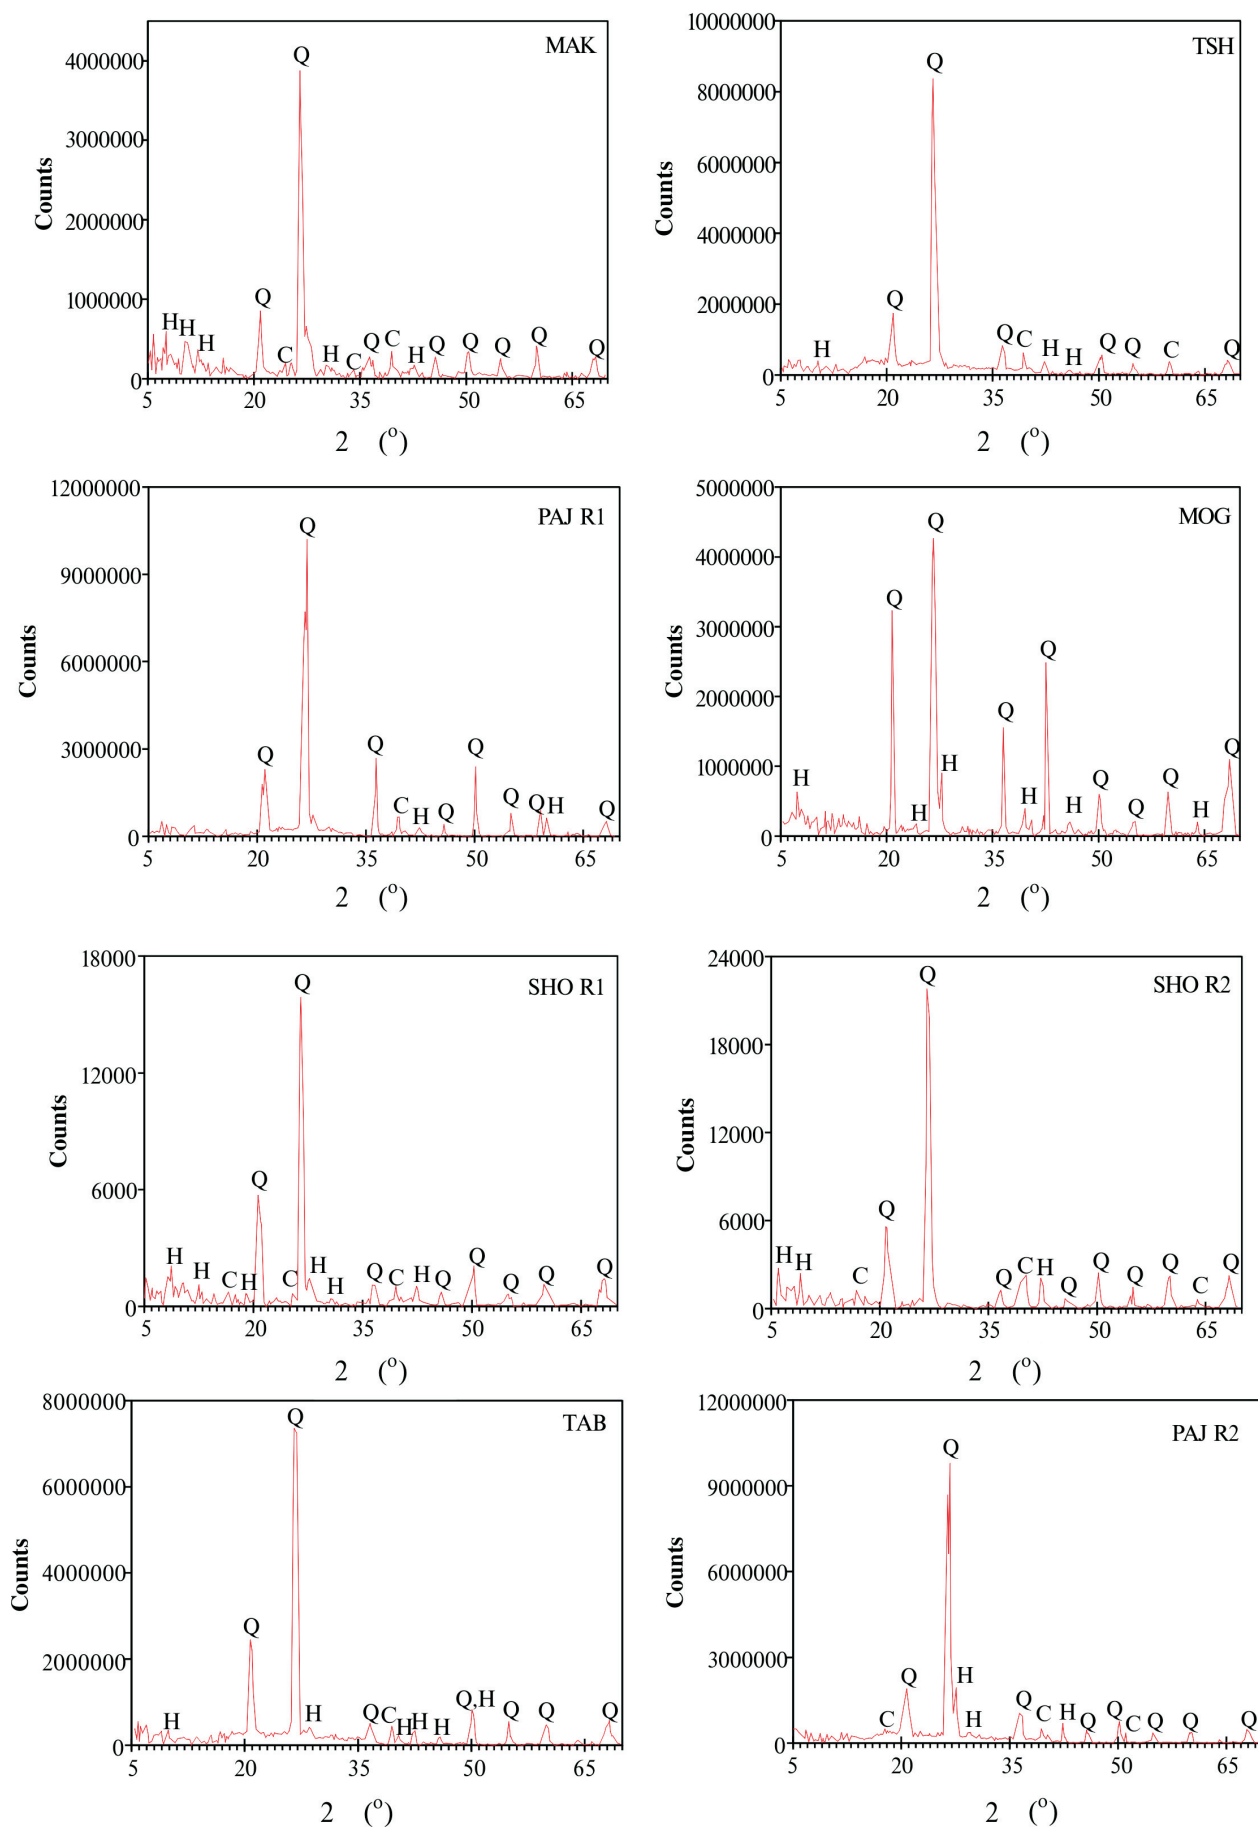 MAK
Counts
4000000
3000000
2000000
1000000
0
Q
H
H
H
Q
C
H
C
Q
C
H
Q
Q
Q
Q
Q
5 20 35 50 65
2 (o)
TSH
Counts
10000000
8000000
6000000
4000000
2000000
0
Q
Q
H
Q
C
H
H
Q
Q
C
Q
5 20 35 50 65
2 (o)
PAJ R1
Counts
12000000
9000000
6000000
3000000
0
Q
Q
Q
C
H
Q
Q
Q
Q
H
Q
5 20 35 50 65
2 (o)
MOG
Counts
5000000
4000000
3000000
2000000
1000000
0
H
Q
H
Q
H
Q
H
Q
H
Q
Q
Q
H
Q
5 20 35 50 65
2 (o)
SHO R1
Counts
18000
12000
6000
0
H
H
C
H
Q
C
Q
H
H
Q
C
H
Q
Q
Q
Q
Q
5 20 35 50 65
2 (o)
SHO R2
Counts
24000
18000
12000
6000
0
H
H
C
Q
Q
Q
C
H
Q
Q
Q
Q
C
Q
5 20 35 50 65
2 (o)
TAB
Counts
8000000
6000000
4000000
2000000
0
H
Q
Q
H
Q
C
H
H
H
Q,H
Q
Q
Q
5 20 35 50 65
2 (o)
PAJ R2
Counts
12000000
9000000
6000000
3000000
0
C
Q
Q
H
H
Q
C
H
Q
Q
C
Q
Q
Q
5 20 35 50 65
2 (o)